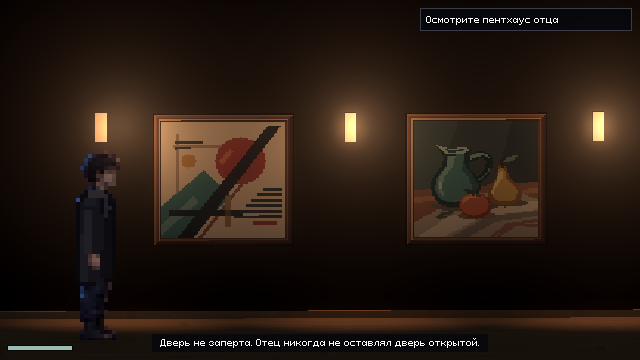 Осмотрите пентхаус отца
Дверь не заперта. Отец никогда не оставлял дверь открытой.